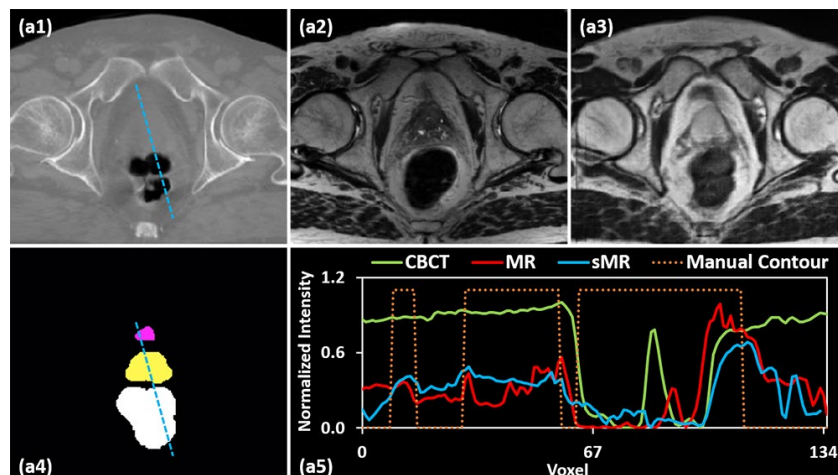 (a1)
(a2)
(a3)
(a4)
CBCT MR sMR Manual Contour
Normalized Intensity
1.2
0.6
0.0
0 67 134
Voxel
(a5)